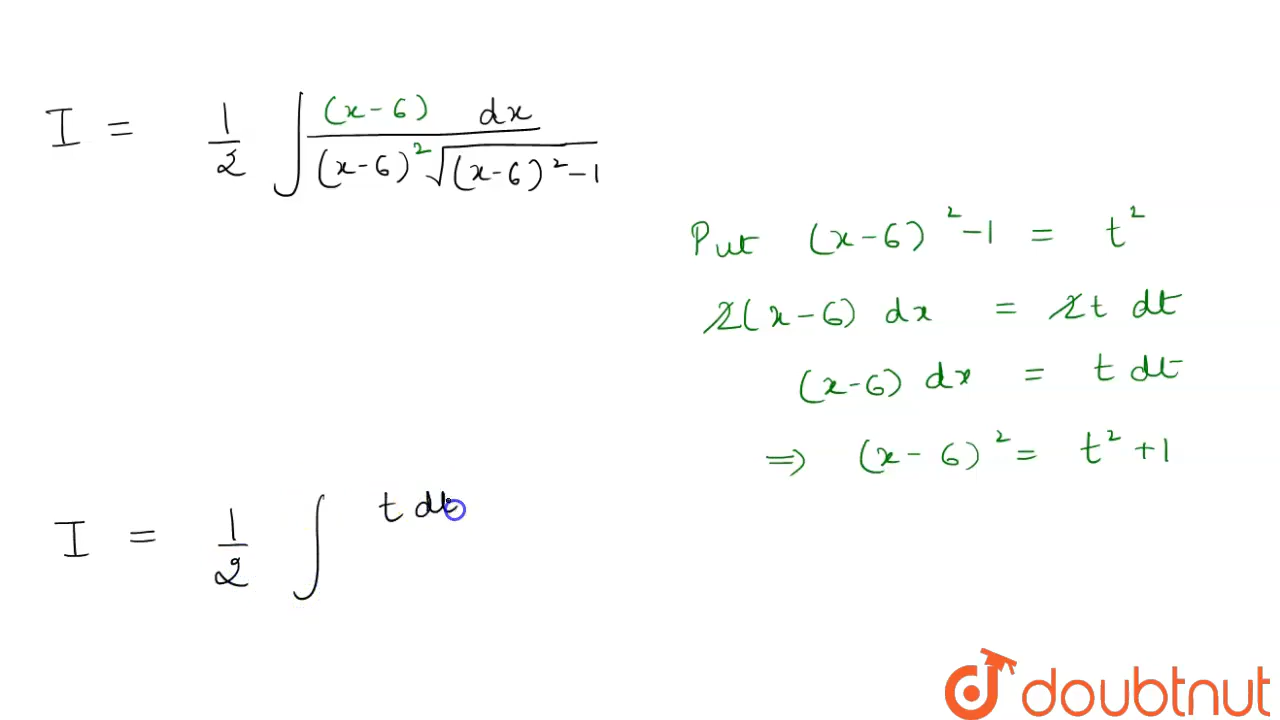 I = 1/2 ∫ (x-6) dx / (x-6)² √((x-6)²-1)
Put (x-6)²-1 = t²
2(x-6) dx = 2t dt
(x-6) dx = t dt
⇒ (x-6)² = t²+1
I = 1/2 ∫ t dt
doubtnut